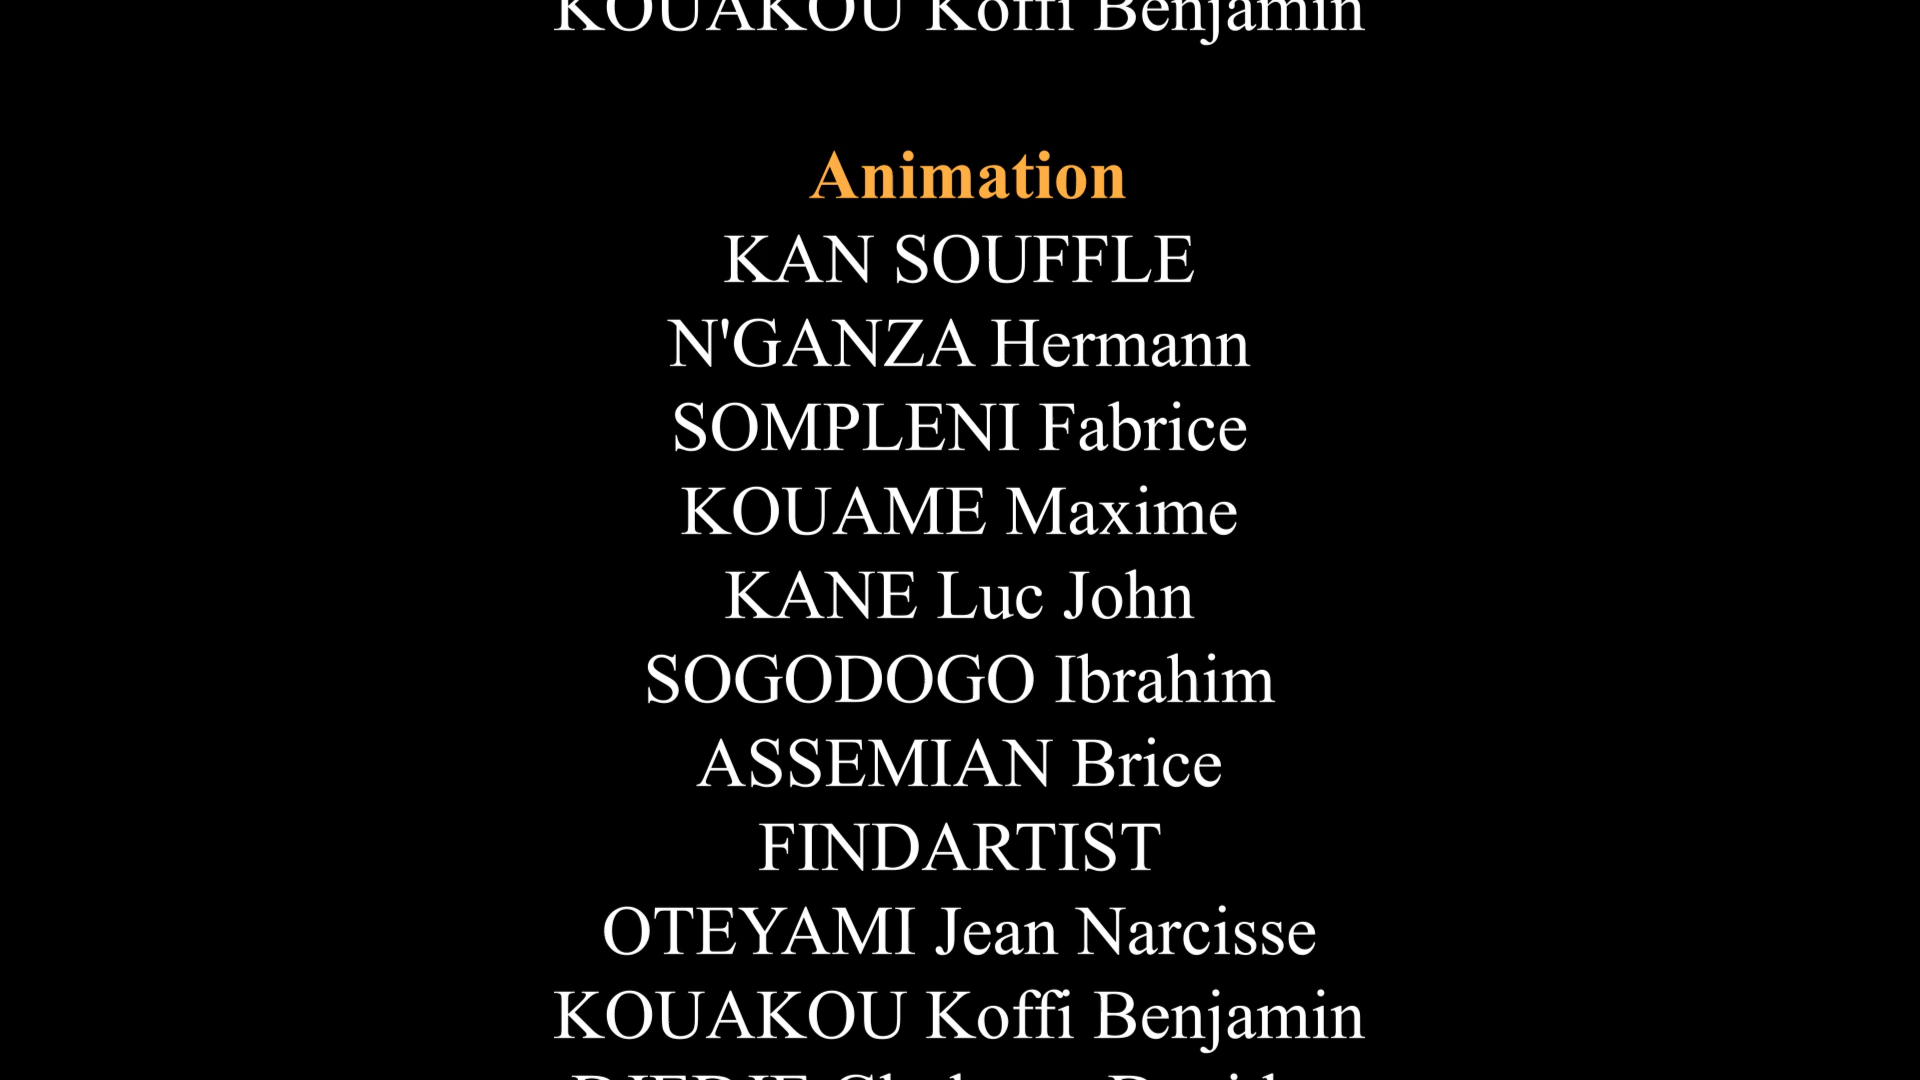 KOUAKOU Koffi Benjamin
Animation
KAN SOUFFLE
N'GANZA Hermann
SOMPLENI Fabrice
KOUAME Maxime
KANE Luc John
SOGODOGO Ibrahim
ASSEMIAN Brice
FINDARTIST
OTEYAMI Jean Narcisse
KOUAKOU Koffi Benjamin